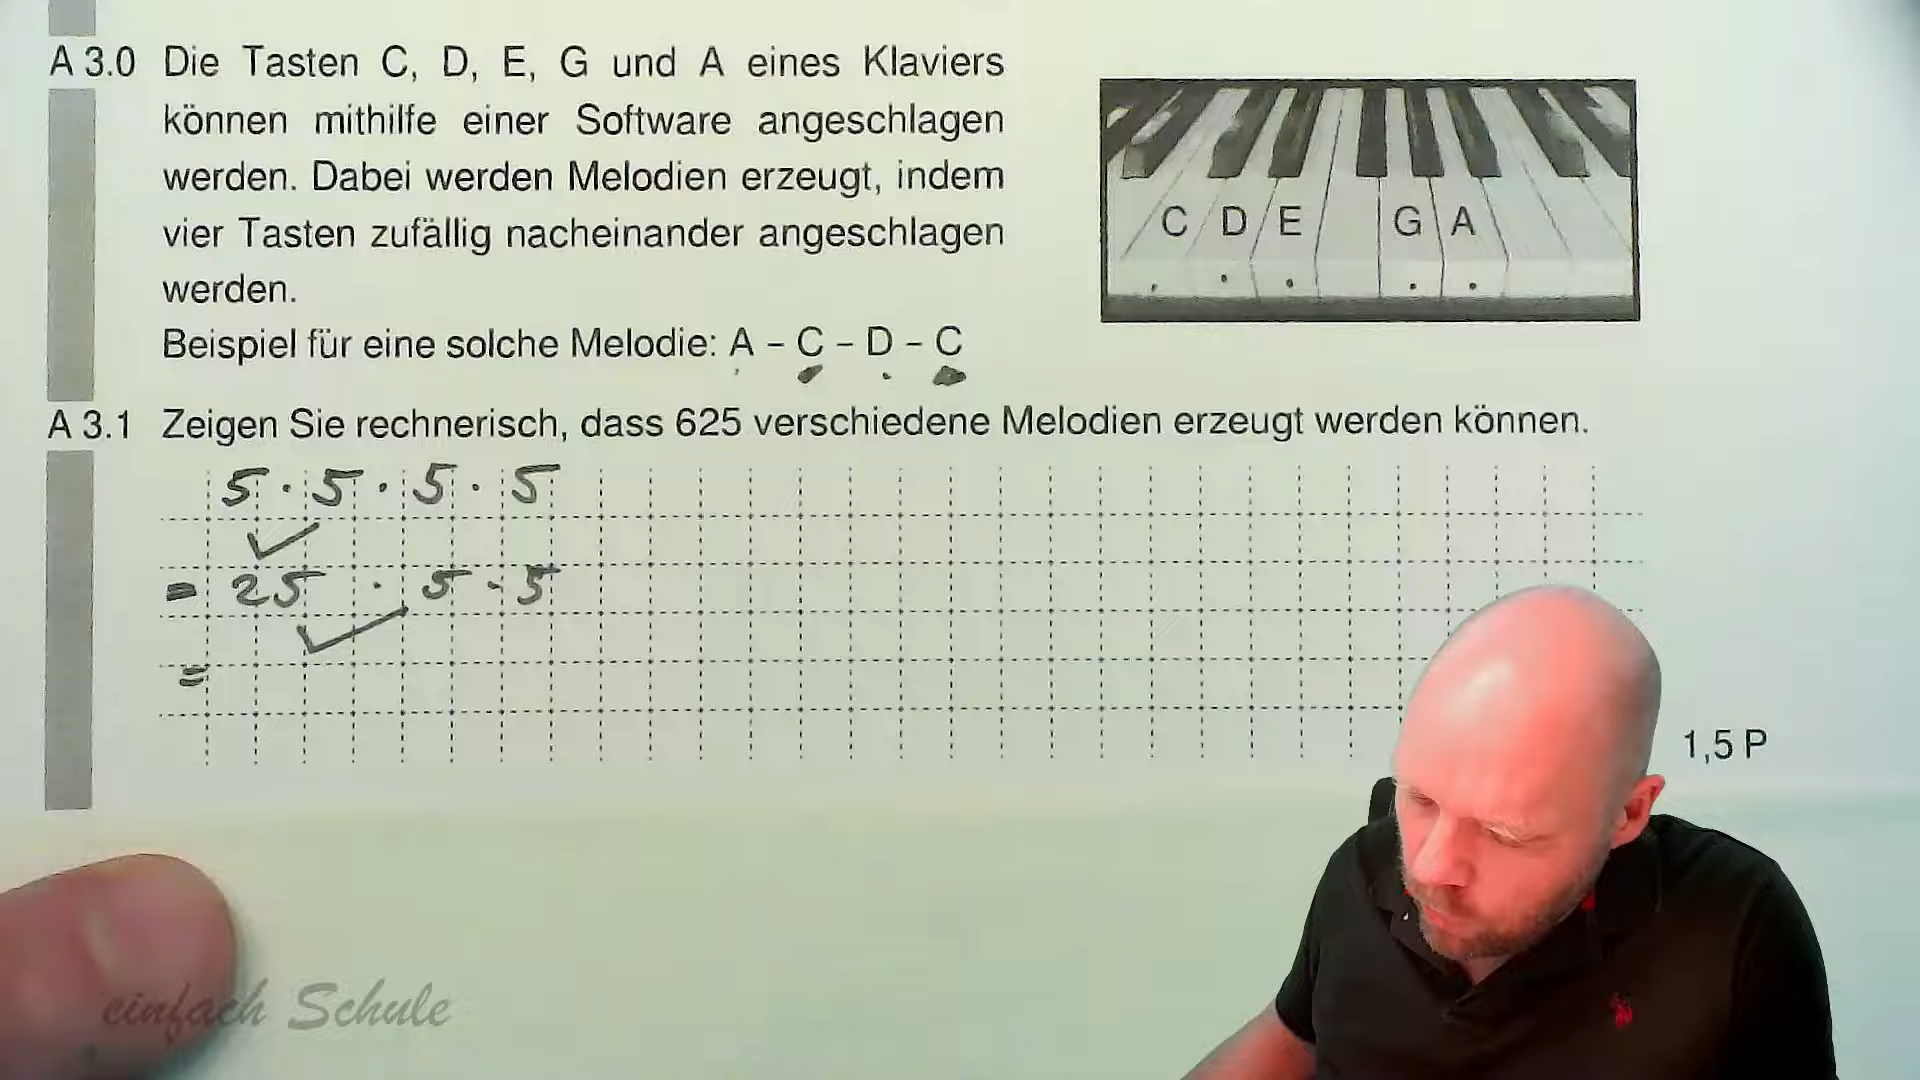 A 3.0 Die Tasten C, D, E, G und A eines Klaviers
können mithilfe einer Software angeschlagen
werden. Dabei werden Melodien erzeugt, indem
vier Tasten zufällig nacheinander angeschlagen
werden.
Beispiel für eine solche Melodie: A – C – D – C
C D E G A
A 3.1 Zeigen Sie rechnerisch, dass 625 verschiedene Melodien erzeugt werden können.
5 · 5 · 5 · 5
= 25 · 5 · 5
=
1,5 P
einfach Schule